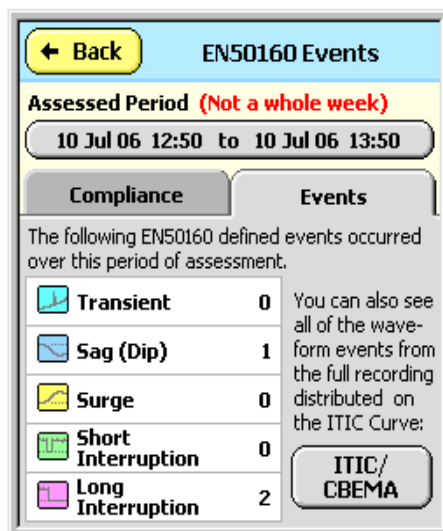 Back EN50160 Events
Assessed Period (Not a whole week)
10 Jul 06 12:50 to 10 Jul 06 13:50
Compliance Events
The following EN50160 defined events occurred
over this period of assessment.
Transient 0
Sag (Dip) 1
Surge 0
Short
Interruption 0
Long
Interruption 2
You can also see
all of the wave-
form events from
the full recording
distributed on
the ITIC Curve:
ITIC/
CBEMA